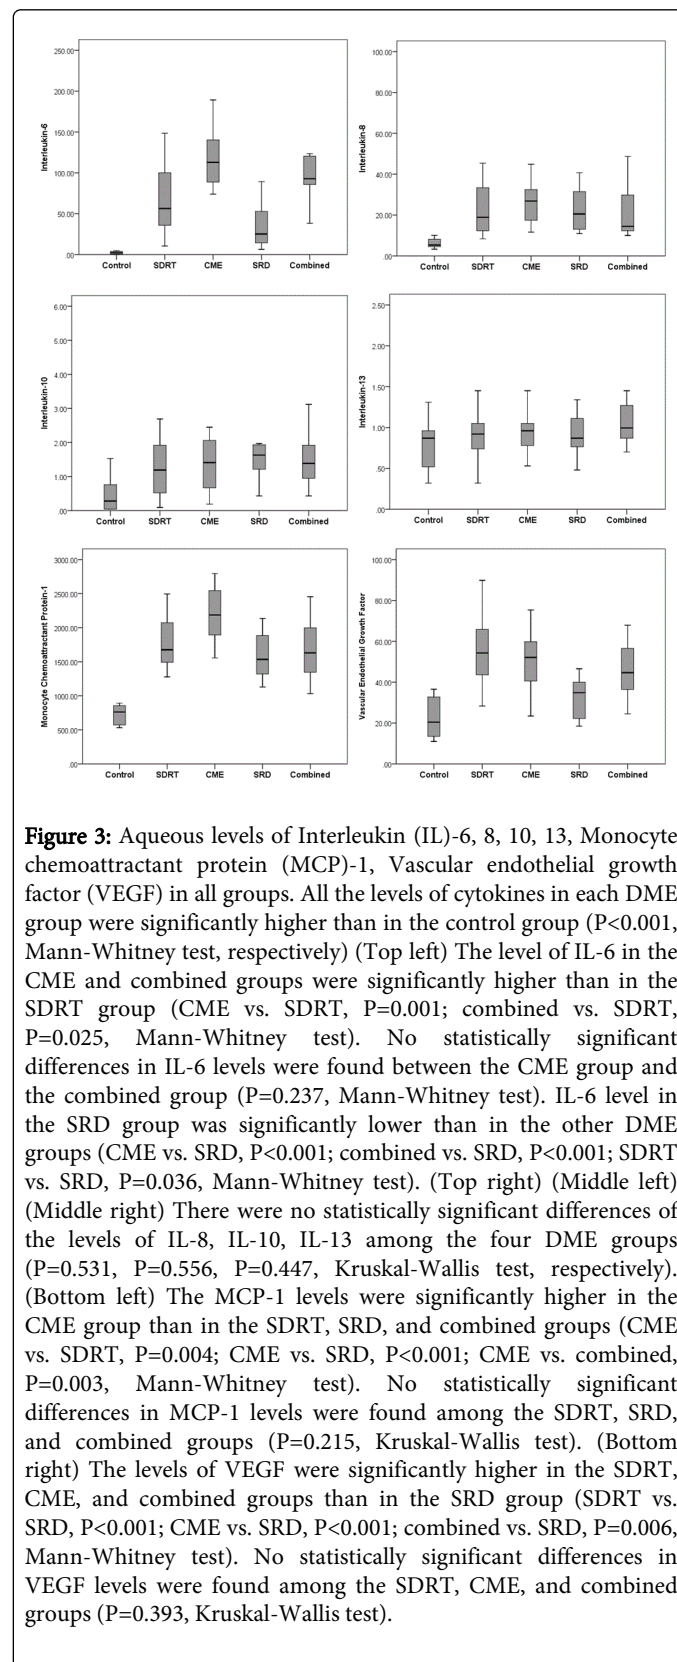 250.00
200.00
150.00
100.00
50.00
.00
Interleukin-6
Control SDRT CME SRD Combined
100.00
80.00
60.00
40.00
20.00
.00
Interleukin-8
Control SDRT CME SRD Combined
6.00
5.00
4.00
3.00
2.00
1.00
.00
Interleukin-10
Control SDRT CME SRD Combined
2.50
2.00
1.50
1.00
.50
.00
Interleukin-13
Control SDRT CME SRD Combined
3000.00
2500.00
2000.00
1500.00
1000.00
500.00
.00
Monocyte Chemoattractant Protein-1
Control SDRT CME SRD Combined
100.00
80.00
60.00
40.00
20.00
.00
Vascular Endothelial Growth Factor
Control SDRT CME SRD Combined
Figure 3: Aqueous levels of Interleukin (IL)-6, 8, 10, 13, Monocyte
chemoattractant protein (MCP)-1, Vascular endothelial growth
factor (VEGF) in all groups. All the levels of cytokines in each DME
group were significantly higher than in the control group (P<0.001,
Mann-Whitney test, respectively) (Top left) The level of IL-6 in the
CME and combined groups were significantly higher than in the
SDRT group (CME vs. SDRT, P=0.001; combined vs. SDRT,
P=0.025, Mann-Whitney test). No statistically significant
differences in IL-6 levels were found between the CME group and
the combined group (P=0.237, Mann-Whitney test). IL-6 level in
the SRD group was significantly lower than in the other DME
groups (CME vs. SRD, P<0.001; combined vs. SRD, P<0.001; SDRT
vs. SRD, P=0.036, Mann-Whitney test). (Top right) (Middle left)
(Middle right) There were no statistically significant differences of
the levels of IL-8, IL-10, IL-13 among the four DME groups
(P=0.531, P=0.556, P=0.447, Kruskal-Wallis test, respectively).
(Bottom left) The MCP-1 levels were significantly higher in the
CME group than in the SDRT, SRD, and combined groups (CME
vs. SDRT, P=0.004; CME vs. SRD, P<0.001; CME vs. combined,
P=0.003, Mann-Whitney test). No statistically significant
differences in MCP-1 levels were found among the SDRT, SRD,
and combined groups (P=0.215, Kruskal-Wallis test). (Bottom
right) The levels of VEGF were significantly higher in the SDRT,
CME, and combined groups than in the SRD group (SDRT vs.
SRD, P<0.001; CME vs. SRD, P<0.001; combined vs. SRD, P=0.006,
Mann-Whitney test). No statistically significant differences in
VEGF levels were found among the SDRT, CME, and combined
groups (P=0.393, Kruskal-Wallis test).